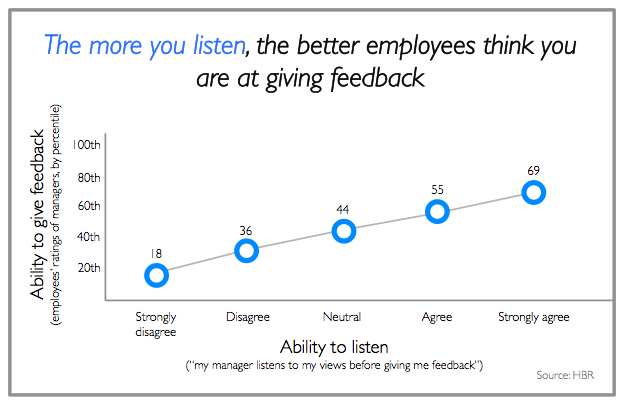 The more you listen, the better employees think you
are at giving feedback
Ability to give feedback
(employees' ratings of managers, by percentile)
100th
80th
60th
40th
20th
18
36
44
55
69
Strongly
disagree
Disagree
Neutral
Agree
Strongly agree
Ability to listen
("my manager listens to my views before giving me feedback")
Source: HBR